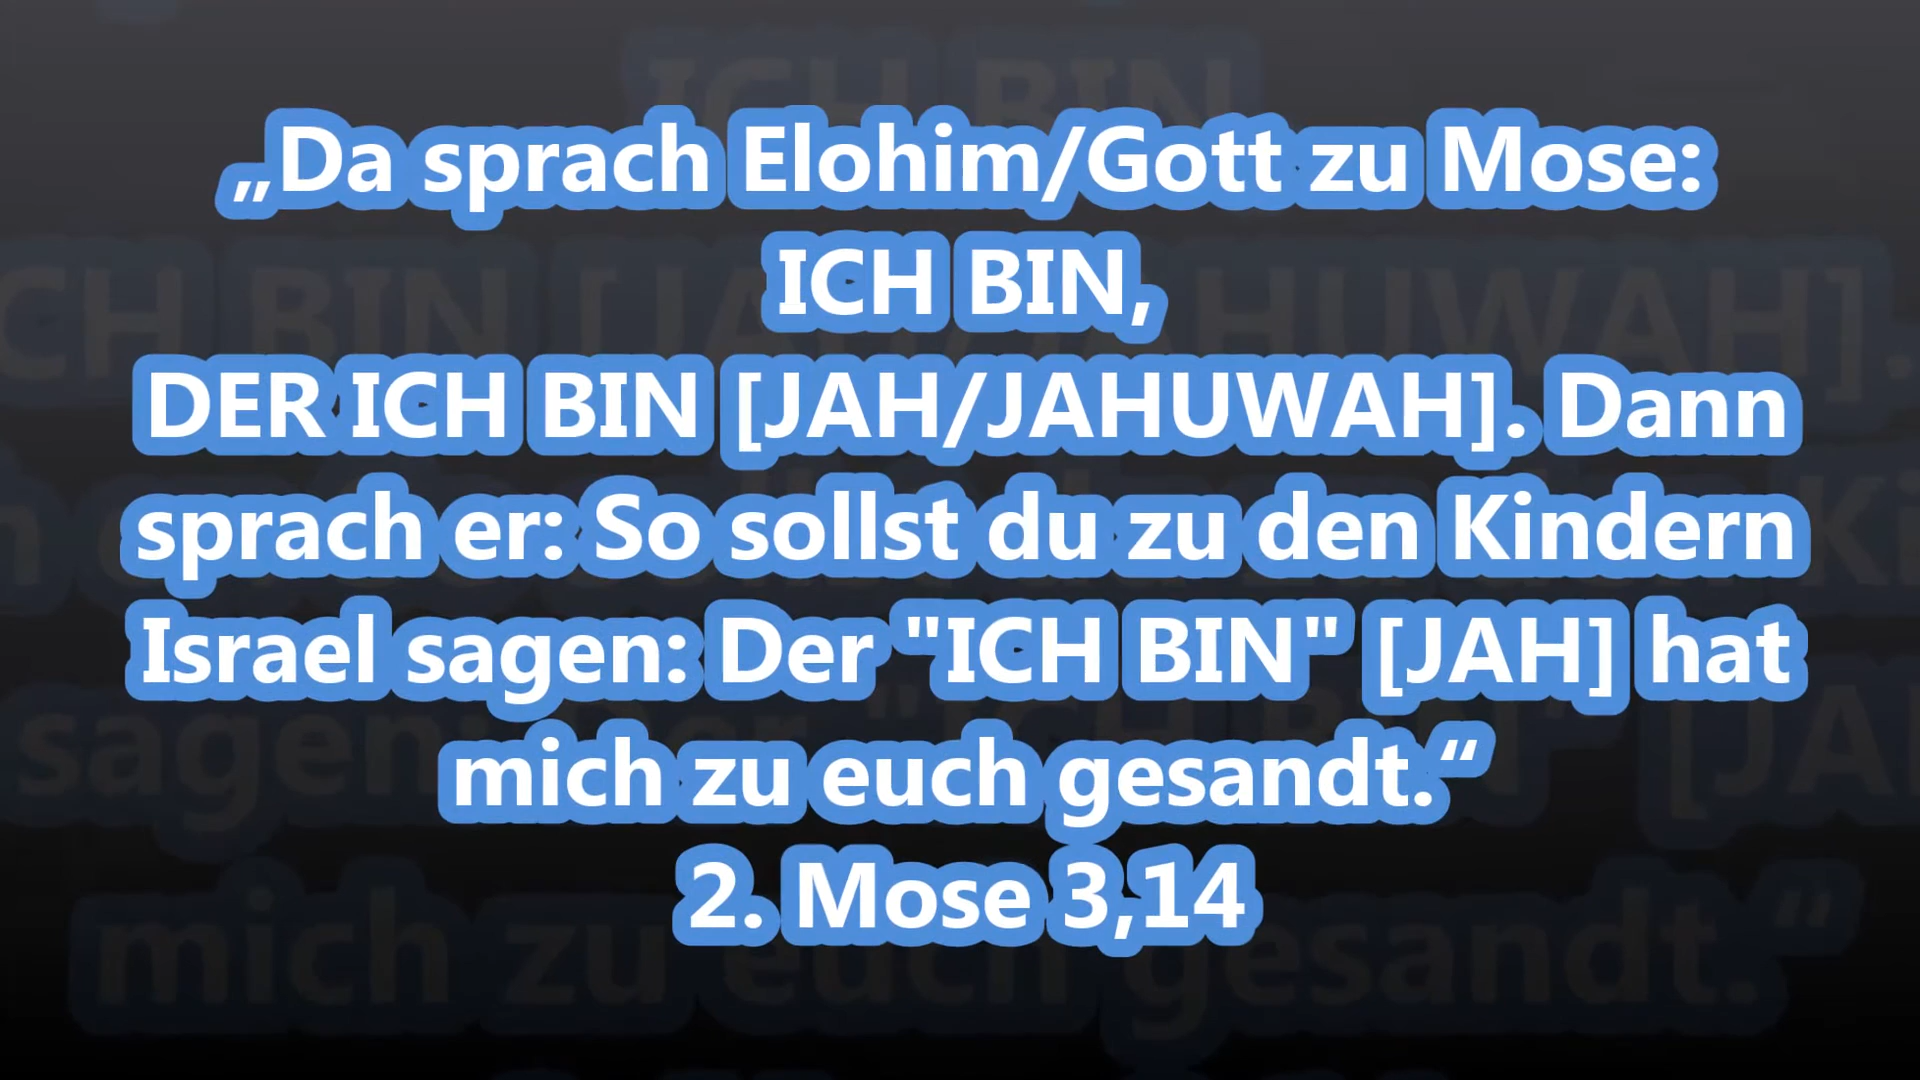 „Da sprach Elohim/Gott zu Mose:
ICH BIN,
DER ICH BIN [JAH/JAHUWAH]. Dann
sprach er: So sollst du zu den Kindern
Israel sagen: Der "ICH BIN" [JAH] hat
mich zu euch gesandt.“
2. Mose 3,14